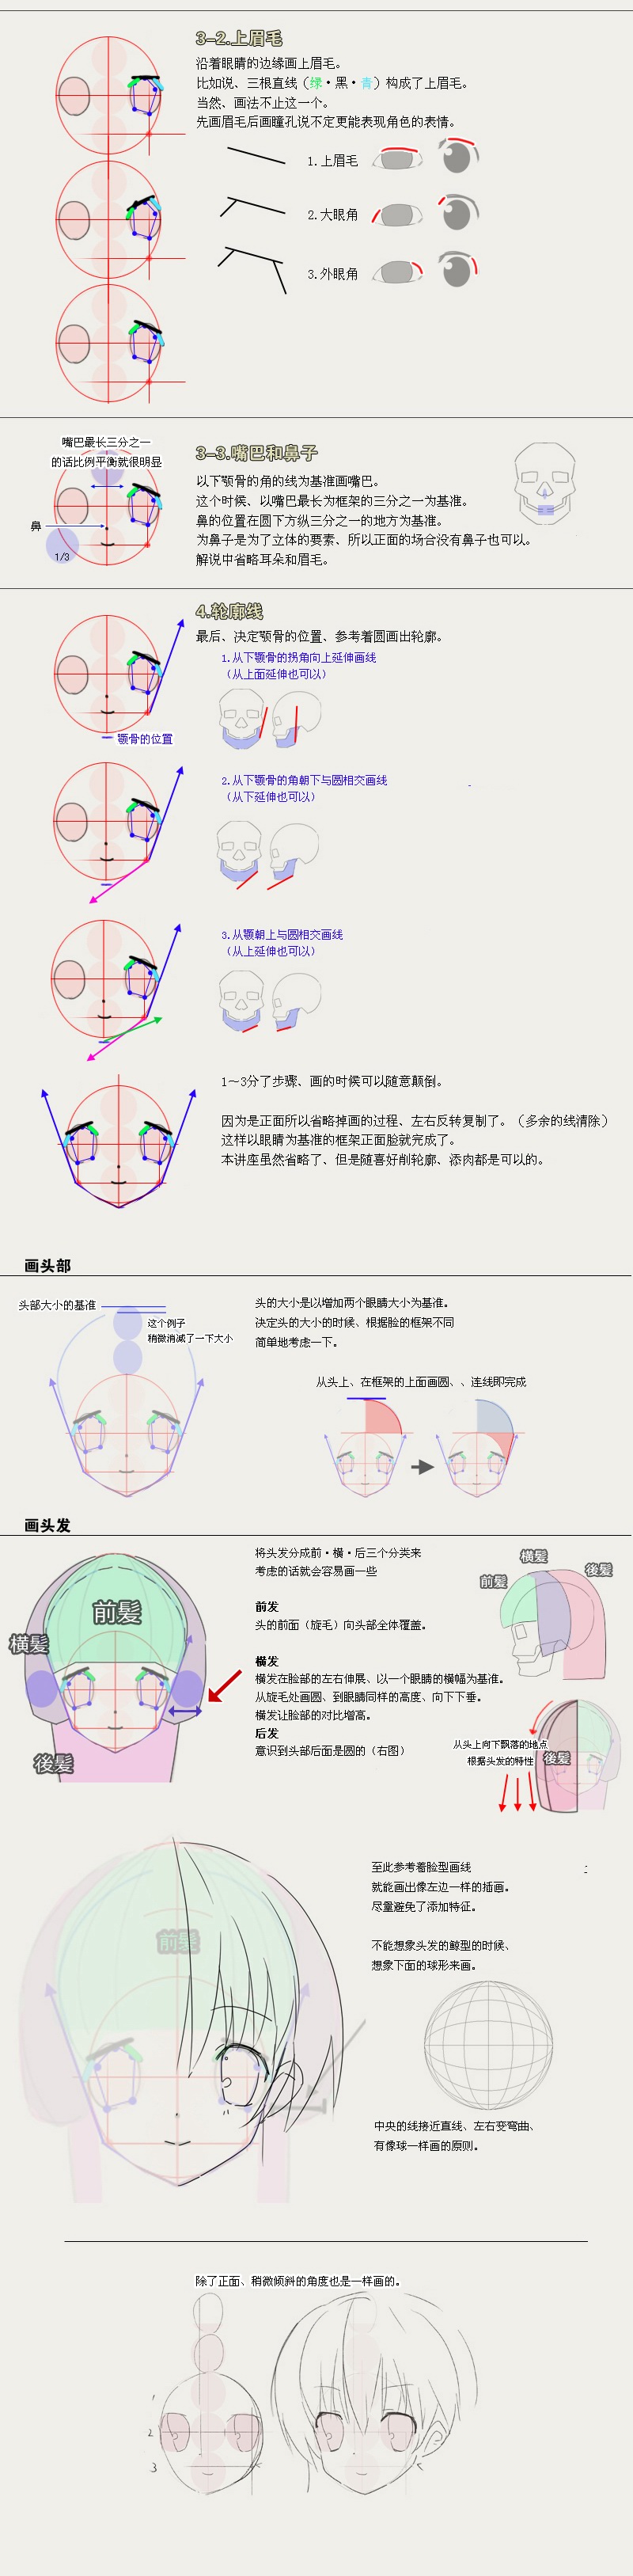 3-2.上眉毛
沿着眼睛的边缘画上眉毛。
比如说、三根直线（绿・黑・青）构成了上眉毛。
当然、画法不止这一个。
先画眉毛后画瞳孔说不定更能表现角色的表情。
1.上眉毛
2.大眼角
3.外眼角
3-3.嘴巴和鼻子
嘴巴最长三分之一
的话比例平衡就很明显
鼻
1/3
以下颚骨的角的线为基准画嘴巴。
这个时候、以嘴巴最长为框架的三分之一为基准。
鼻的位置在圆下方纵三分之一的地方为基准。
为鼻子是为了立体的要素、所以正面的场合没有鼻子也可以。
解说中省略耳朵和眉毛。
4.轮廓线
最后、决定颚骨的位置、参考着圆画出轮廓。
1.从下颚骨的拐角向上延伸画线
（从上面延伸也可以）
颚骨的位置
2.从下颚骨的角朝下与圆相交画线
（从下延伸也可以）
3.从颚朝上与圆相交画线
（从上延伸也可以）
1～3分了步骤、画的时候可以随意颠倒。
因为是正面所以省略掉画的过程、左右反转复制了。（多余的线清除）
这样以眼睛为基准的框架正面脸就完成了。
本讲座虽然省略了、但是随喜好削轮廓、添肉都是可以的。
画头部
头部大小的基准
这个例子
稍微消减了一下大小
头的大小是以增加两个眼睛大小为基准。
决定头的大小的时候、根据脸的框架不同
简单地考虑一下。
从头上、在框架的上面画圆、、连线即完成
画头发
将头发分成前・横・后三个分类来
考虑的话就会容易画一些
前发
头的前面（旋毛）向头部全体覆盖。
横发
横发在脸部的左右伸展、以一个眼睛的横幅为基准。
从旋毛处画圆、到眼睛同样的高度、向下下垂。
横发让脸部的对比增高。
后发
意识到头部后面是圆的（右图）
前髪
横髪
後髪
横髪
前髪
後髪
从头上向下飘落的地点
根据头发的特性
後髪
前髪
至此参考着脸型画线
就能画出像左边一样的插画。
尽量避免了添加特征。
不能想象头发的鲸型的时候、
想象下面的球形来画。
中央的线接近直线、左右变弯曲、
有像球一样画的原则。
除了正面、稍微倾斜的角度也是一样画的。
2
3